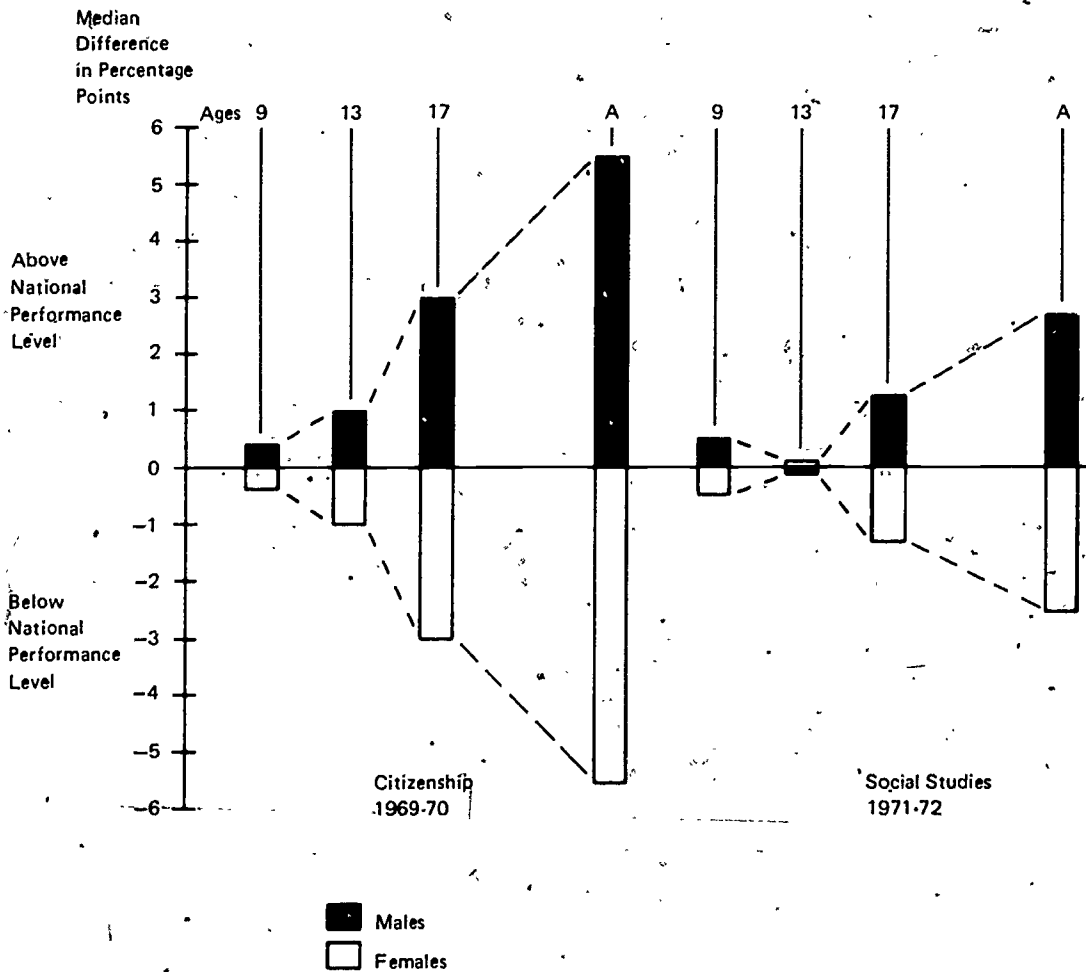 Median
Difference
in Percentage
Points
Ages 9 13 17 A 9 13 17 A
6
5
4
3
2
1
0
-1
-2
-3
-4
-5
-6
Above
National
Performance
Level
Below
National
Performance
Level
Citizenship
1969-70
Social Studies
1971-72
Males
Females